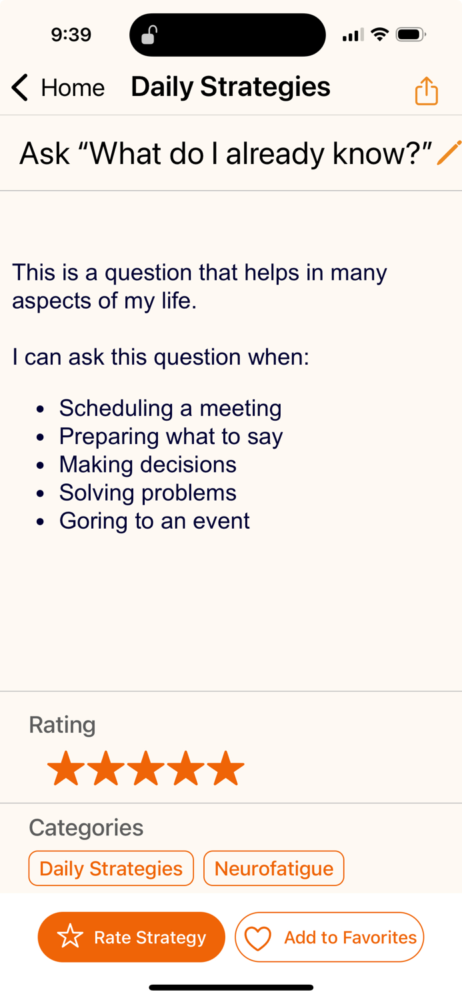 9:39
Home Daily Strategies
Ask “What do I already know?”
This is a question that helps in many
aspects of my life.
I can ask this question when:
• Scheduling a meeting
• Preparing what to say
• Making decisions
• Solving problems
• Goring to an event
Rating
Categories
Daily Strategies Neurofatigue
Rate Strategy Add to Favorites